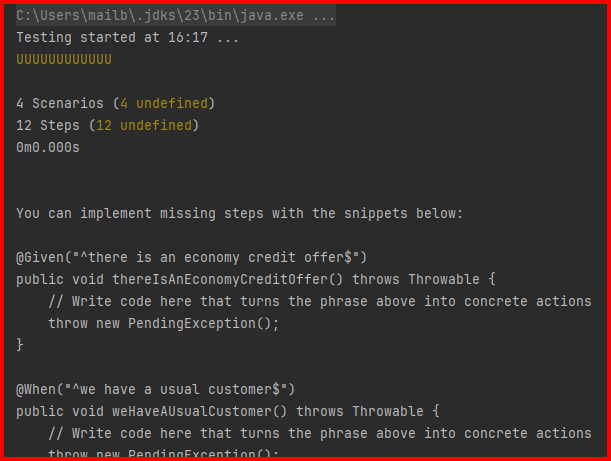 C:\Users\mailb\.jdks\23\bin\java.exe ...
Testing started at 16:17 ...
UUUUUUUUUUUU
4 Scenarios (4 undefined)
12 Steps (12 undefined)
0m0.000s
You can implement missing steps with the snippets below:
@Given("^there is an economy credit offer$")
public void thereIsAnEconomyCreditOffer() throws Throwable {
    // Write code here that turns the phrase above into concrete actions
    throw new PendingException();
}
@When("^we have a usual customer$")
public void weHaveAUsualCustomer() throws Throwable {
    // Write code here that turns the phrase above into concrete actions
    throw new PendingException();